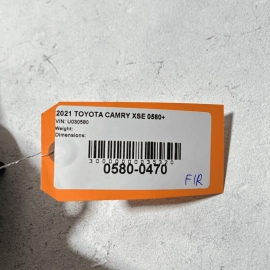 2021 TOYOTA CAMRY XSE 0580+
VIN: U030580
Weight:
Dimensions:
0580-0470
F/R